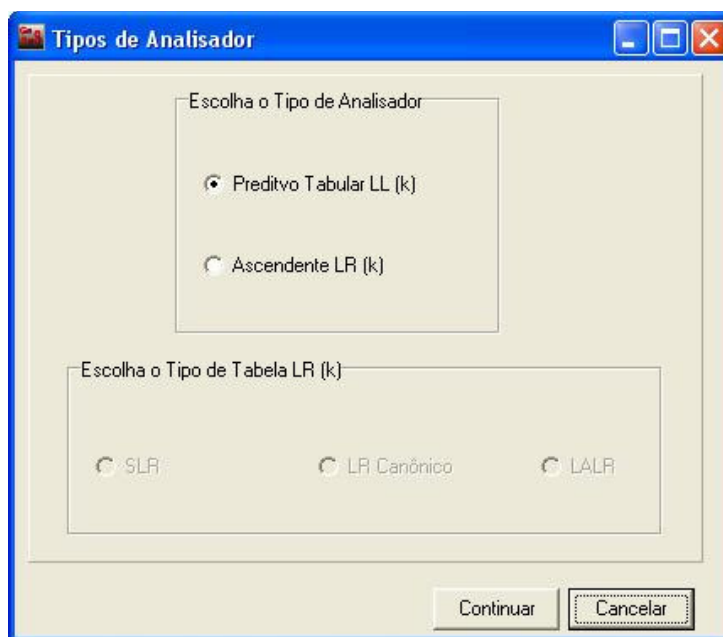 Tipos de Analisador
Escolha o Tipo de Analisador
Preditvo Tabular LL (k)
Ascendente LR (k)
Escolha o Tipo de Tabela LR (k)
SLR
LR Canônico
LALR
Continuar
Cancelar